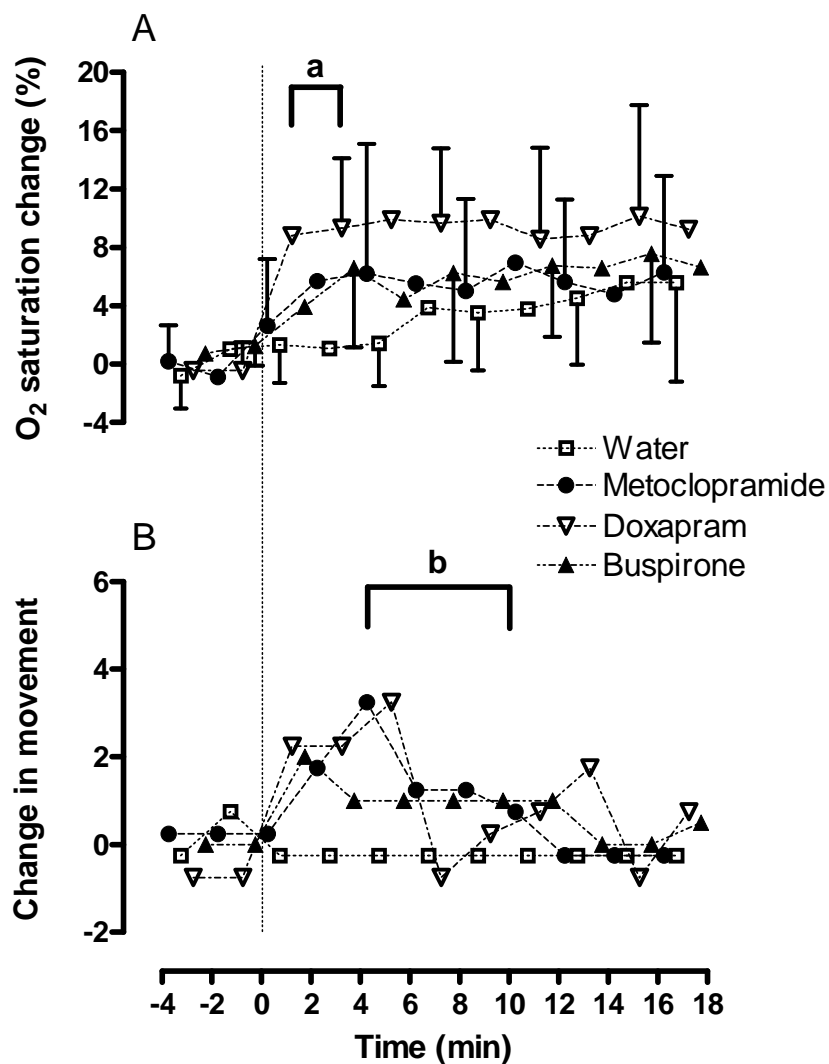 A
O2 saturation change (%)
20
16
12
8
4
0
-4
a
Water
Metoclopramide
Doxapram
Buspirone
B
Change in movement
6
4
2
0
-2
b
-4 -2 0 2 4 6 8 10 12 14 16 18
Time (min)